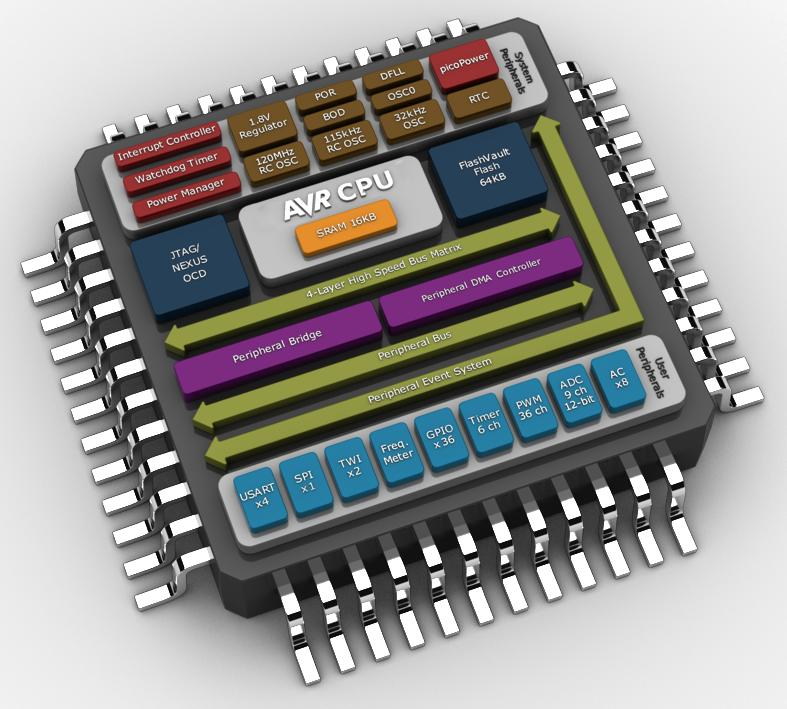 System
Peripherals
Interrupt Controller
Watchdog Timer
Power Manager
1.8V
Regulator
120MHz
RC OSC
POR
BOD
115kHz
RC OSC
DFLL
OSC0
32kHz
OSC
picoPower
RTC
JTAG/
NEXUS
OCD
AVR CPU
SRAM 16KB
FlashVault
Flash
64KB
4-Layer High Speed Bus Matrix
Peripheral Bridge
Peripheral DMA Controller
Peripheral Bus
Peripheral Event System
User
Peripherals
USART
x4
SPI
x1
TWI
x2
Freq.
Meter
GPIO
x36
Timer
6 ch
PWM
36 ch
ADC
9 ch
12-bit
AC
x8